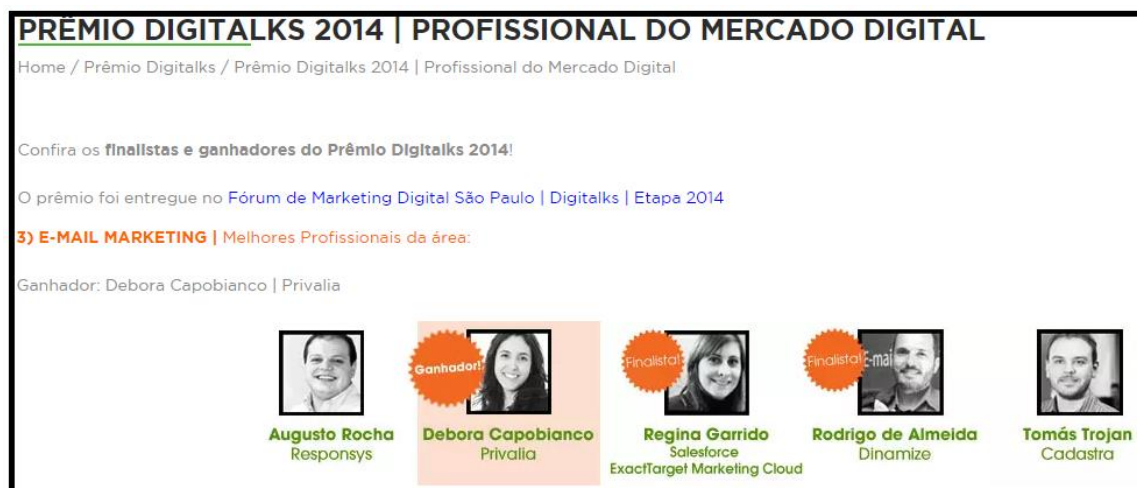 PRÊMIO DIGITALKS 2014 | PROFISSIONAL DO MERCADO DIGITAL
Home / Prêmio Digitalks / Prêmio Digitalks 2014 | Profissional do Mercado Digital
Confira os finalistas e ganhadores do Prêmio Digitalks 2014!
O prêmio foi entregue no Fórum de Marketing Digital São Paulo | Digitalks | Etapa 2014
3) E-MAIL MARKETING | Melhores Profissionais da área:
Ganhador: Debora Capobianco | Privalia
Ganhador! Finalista! Finalista! E-mai
Augusto Rocha Debora Capobianco Regina Garrido Rodrigo de Almeida Tomás Trojan
Responsys Privalia Salesforce Dinamize Cadastra
ExactTarget Marketing Cloud